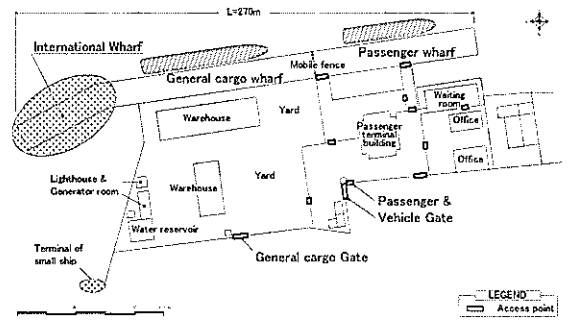 L=270m
International Wharf
Passenger wharf
Mobile fence
General cargo wharf
Waiting
room
Yard
Warehouse
Office
Passenger
terminal
building
Office
Lighthouse &
Generator room
Yard
Warehouse
Passenger &
Vehicle Gate
Water reservoir
Terminal of
small ship
General cargo Gate
LEGEND
Access point